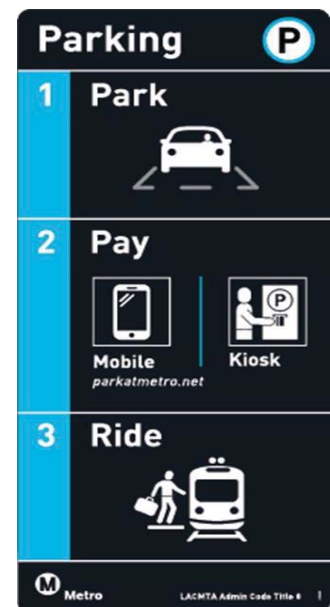 Parking P
1 Park
2 Pay
P
Mobile Kiosk
parkatmetro.net
3 Ride
M Metro LACMTA Admin Code Title 8